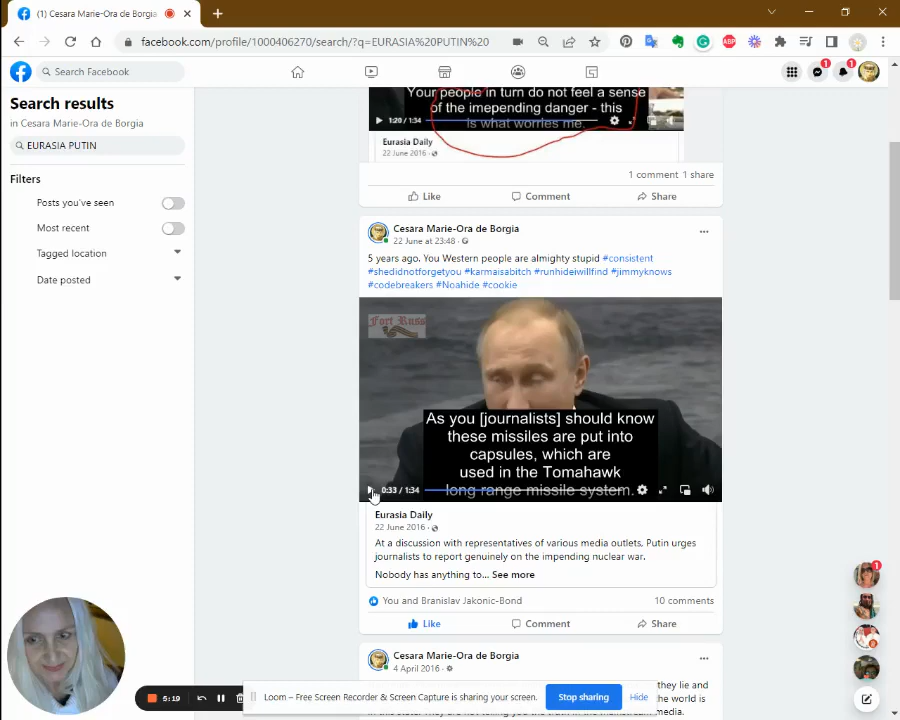 (1) Cesara Marie-Ora de Borgia
facebook.com/profile/1000406270/search/?q=EURASIA%20PUTIN%20
Search Facebook
1
1
Search results
in Cesara Marie-Ora de Borgia
EURASIA PUTIN
Filters
Posts you've seen
Most recent
Tagged location
Date posted
Your people in turn do not feel a sense
of the imepending danger - this
is what worries me.
1:20 / 1:34
Eurasia Daily
22 June 2016 ·
1 comment 1 share
Like
Comment
Share
Cesara Marie-Ora de Borgia
22 June at 23:48 ·
5 years ago. You Western people are almighty stupid #consistent
#shedidnotforgetyou #karmaisabitch #runhideiwillfind #jimmyknows
#codebreakers #Noahide #cookie
Fort Russ
As you [journalists] should know
these missiles are put into
capsules, which are
used in the Tomahawk
long range missile system.
0:33 / 1:34
Eurasia Daily
22 June 2016 ·
At a discussion with representatives of various media outlets, Putin urges
journalists to report genuinely on the impending nuclear war.
Nobody has anything to... See more
You and Branislav Jakonic-Bond
10 comments
Like
Comment
Share
Cesara Marie-Ora de Borgia
4 April 2016 ·
they lie and
e world is
media.
5:19
Loom – Free Screen Recorder & Screen Capture is sharing your screen.
Stop sharing
Hide
1
ABP